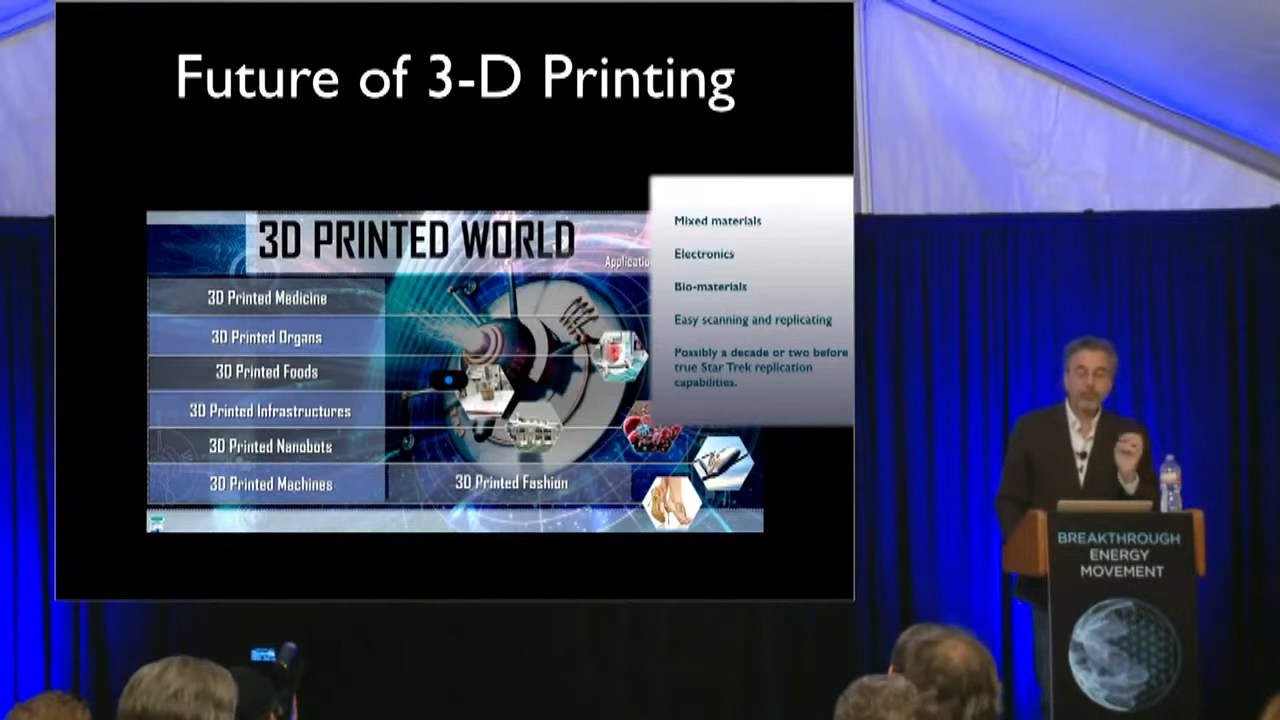 Future of 3-D Printing
3D PRINTED WORLD
3D Printed Medicine
3D Printed Organs
3D Printed Foods
3D Printed Infrastructures
3D Printed Nanobots
3D Printed Machines
3D Printed Fashion
Mixed materials
Electronics
Bio-materials
Easy scanning and replicating
Possibly a decade or two before
true Star Trek replication
capabilities.
BREAKTHROUGH
ENERGY
MOVEMENT